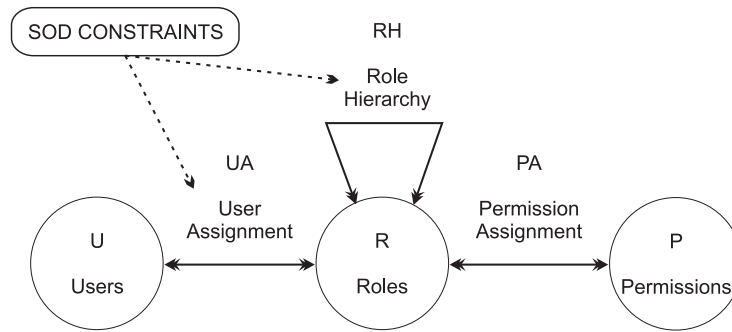 SOD CONSTRAINTS
RH
Role
Hierarchy
UA
User
Assignment
PA
Permission
Assignment
U
Users
R
Roles
P
Permissions